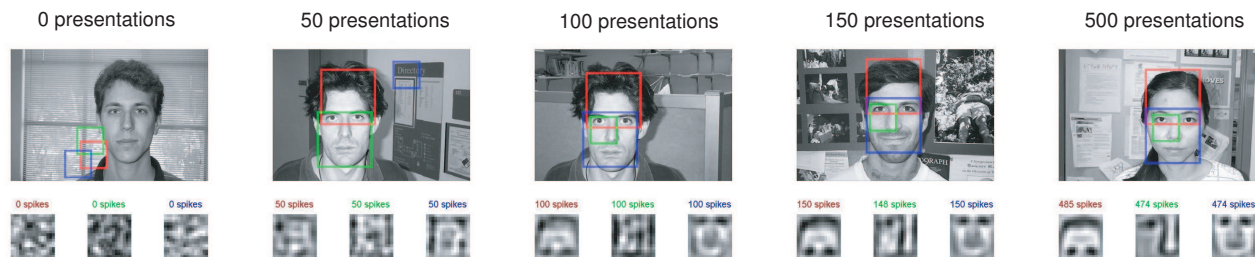 0 presentations
50 presentations
100 presentations
150 presentations
500 presentations
Directory
0 spikes 0 spikes 0 spikes
50 spikes 50 spikes 50 spikes
100 spikes 100 spikes 100 spikes
150 spikes 148 spikes 150 spikes
485 spikes 474 spikes 474 spikes